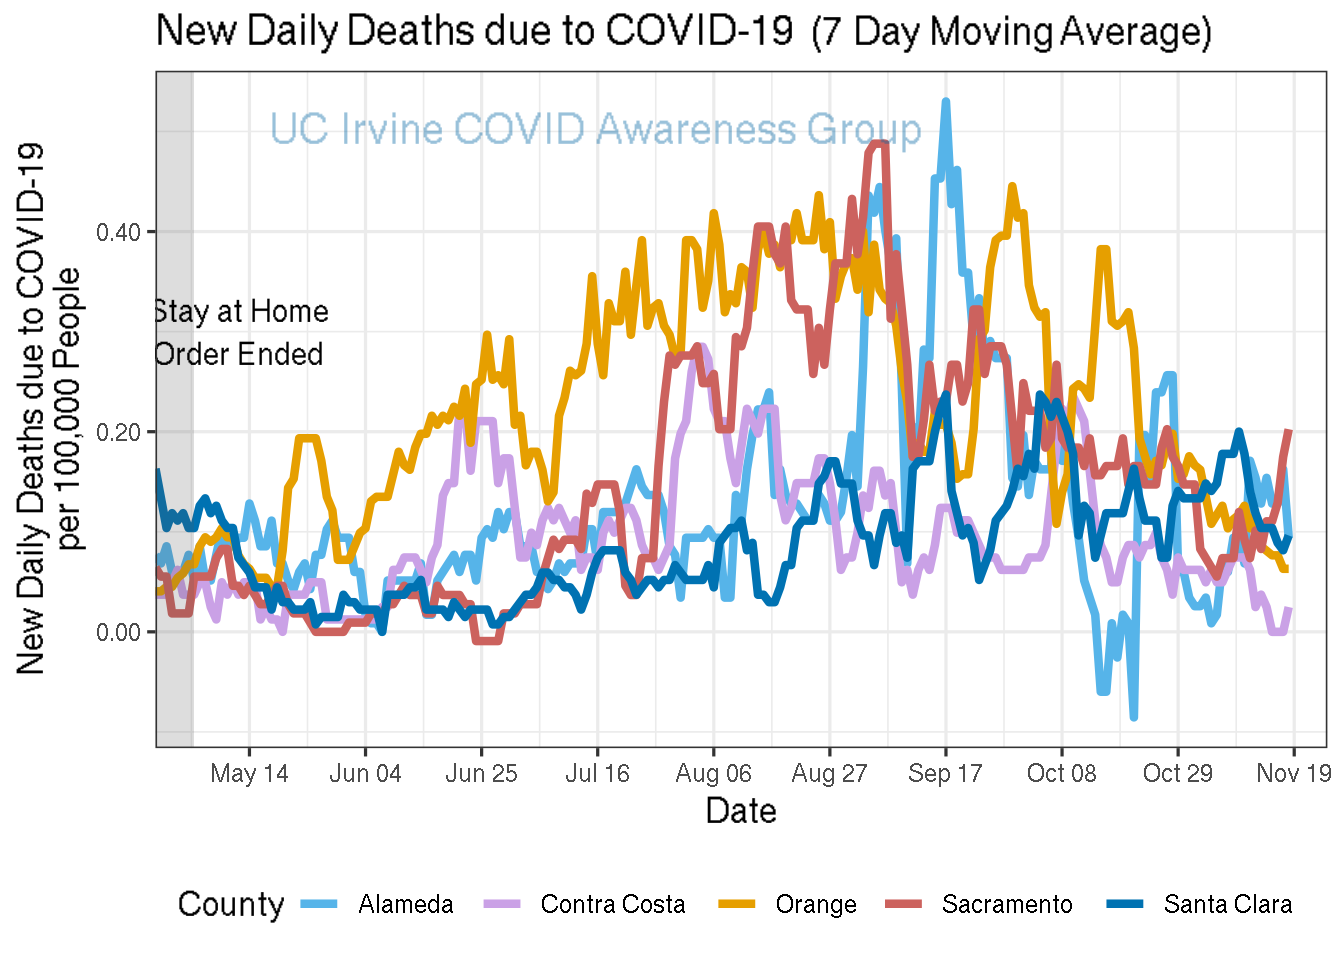 New Daily Deaths due to COVID-19 (7 Day Moving Average)
UC Irvine COVID Awareness Group
New Daily Deaths due to COVID-19
per 100,000 People
0.40
0.20
0.00
Stay at Home
Order Ended
May 14 Jun 04 Jun 25 Jul 16 Aug 06 Aug 27 Sep 17 Oct 08 Oct 29 Nov 19
Date
County Alameda Contra Costa Orange Sacramento Santa Clara